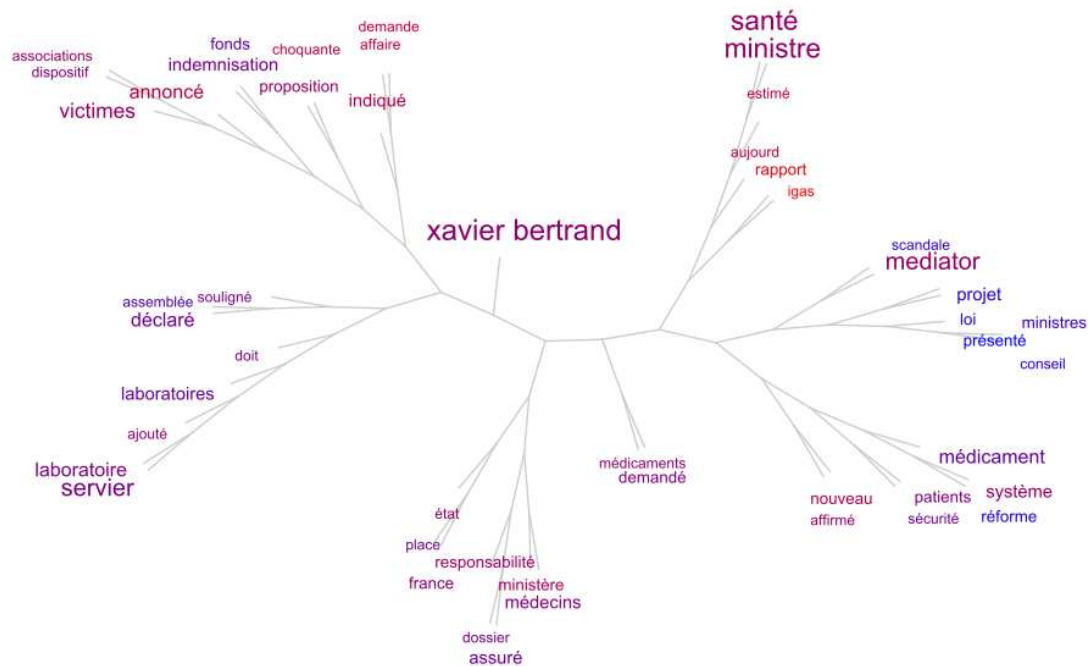 associations
dispositif
victimes
annoncé
fonds
indemnisation
choquante
proposition
demande
affaire
indiqué
santé
ministre
estimé
aujourd
rapport
igas
xavier bertrand
scandale
mediator
projet
loi
ministres
présenté
conseil
assemblée
souligné
déclaré
doit
laboratoires
ajouté
laboratoire
servier
médicaments
demandé
médicament
nouveau
affirmé
patients
sécurité
système
réforme
état
place
responsabilité
france
ministère
médecins
dossier
assuré